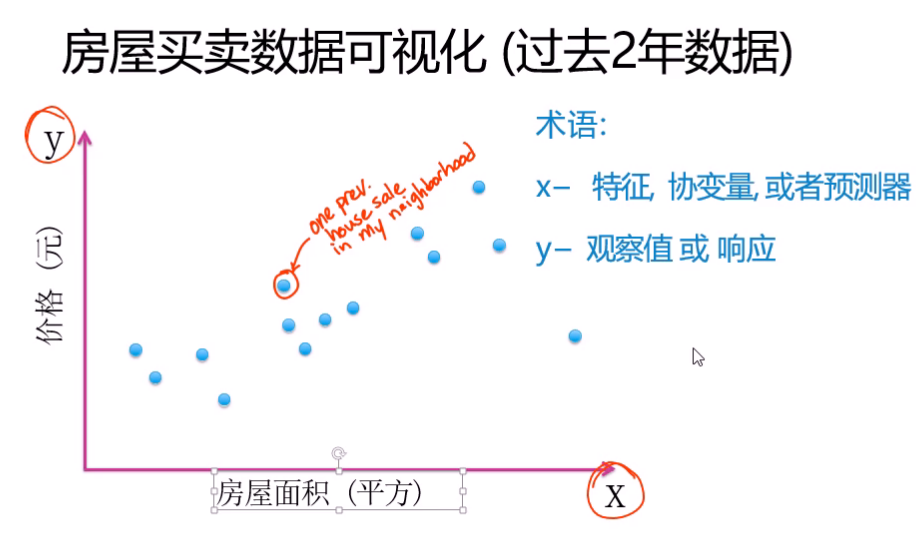 房屋买卖数据可视化 (过去2年数据)
y
术语:
x– 特征, 协变量, 或者预测器
y– 观察值 或 响应
one prev.
house sale
in my neighborhood
价格 (元)
房屋面积 (平方)
x